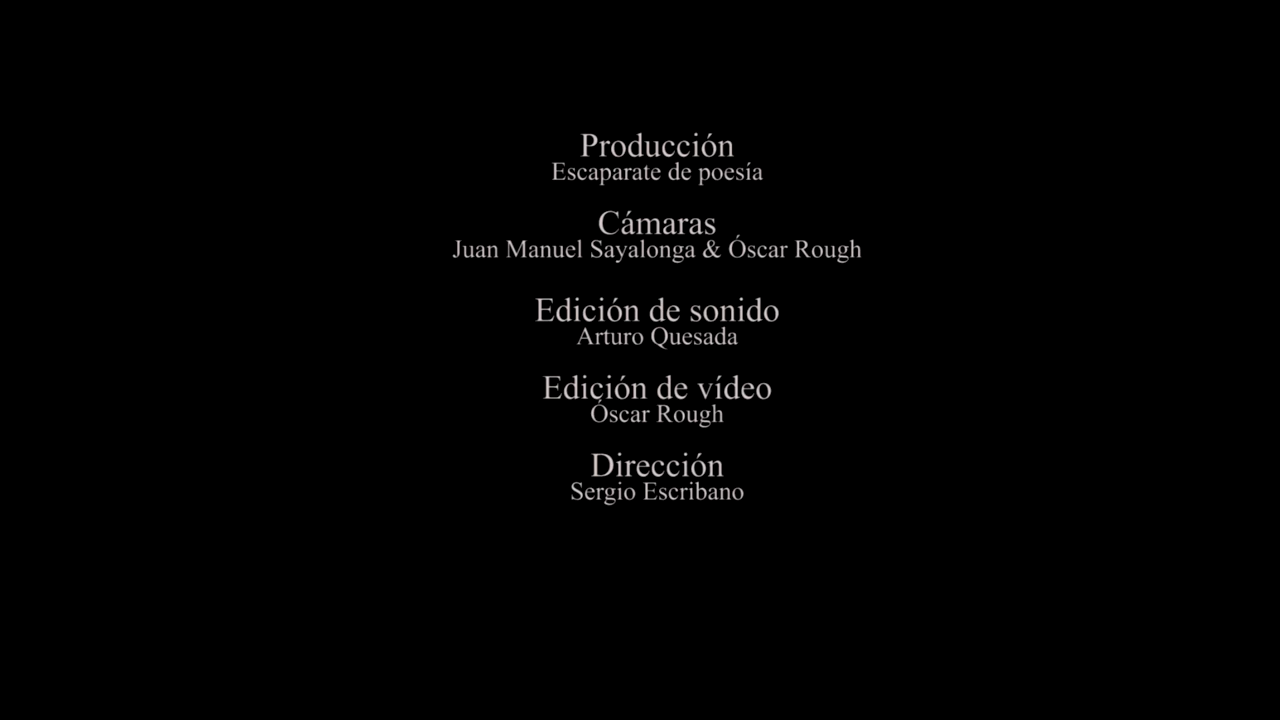 Producción
Escaparate de poesía
Cámaras
Juan Manuel Sayalonga & Óscar Rough
Edición de sonido
Arturo Quesada
Edición de vídeo
Óscar Rough
Dirección
Sergio Escribano